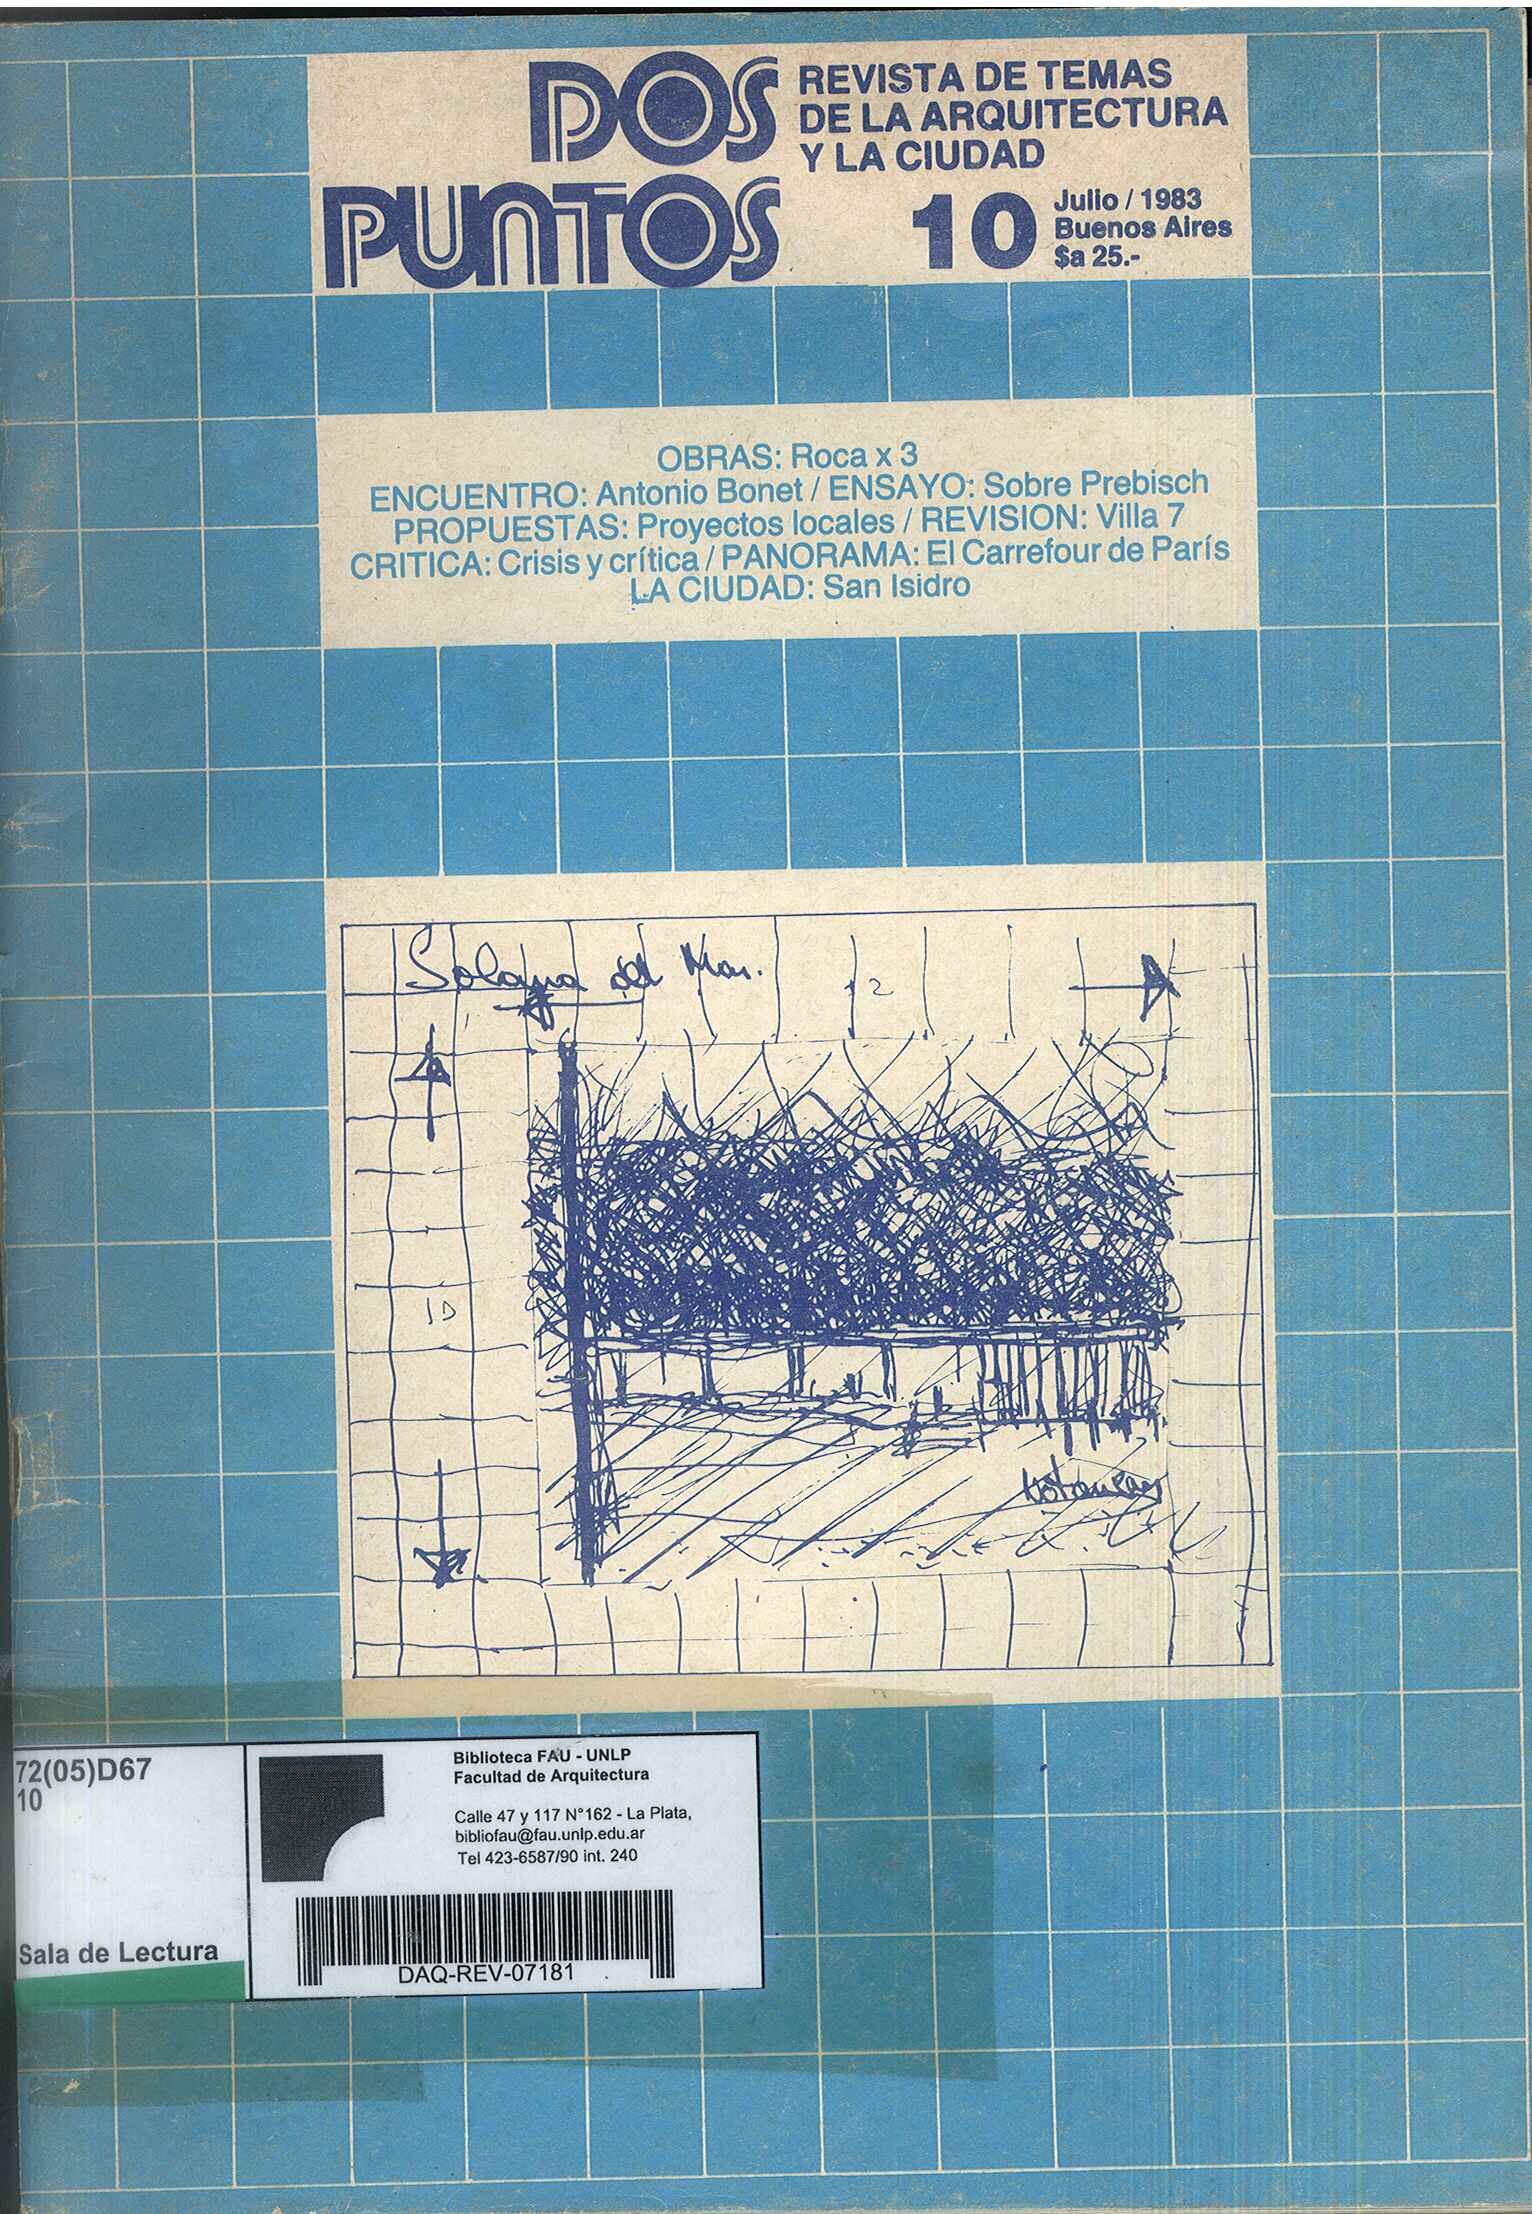 DOS
PUNTOS
REVISTA DE TEMAS
DE LA ARQUITECTURA
Y LA CIUDAD
10
Julio / 1983
Buenos Aires
$a 25.-
OBRAS: Roca x 3
ENCUENTRO: Antonio Bonet / ENSAYO: Sobre Prebisch
PROPUESTAS: Proyectos locales / REVISION: Villa 7
CRITICA: Crisis y crítica / PANORAMA: El Carrefour de París
LA CIUDAD: San Isidro
Solana del Mar.
72(05)D67
10
Sala de Lectura
Biblioteca FAU - UNLP
Facultad de Arquitectura
Calle 47 y 117 N°162 - La Plata,
bibliofau@fau.unlp.edu.ar
Tel 423-6587/90 int. 240
DAQ-REV-07181